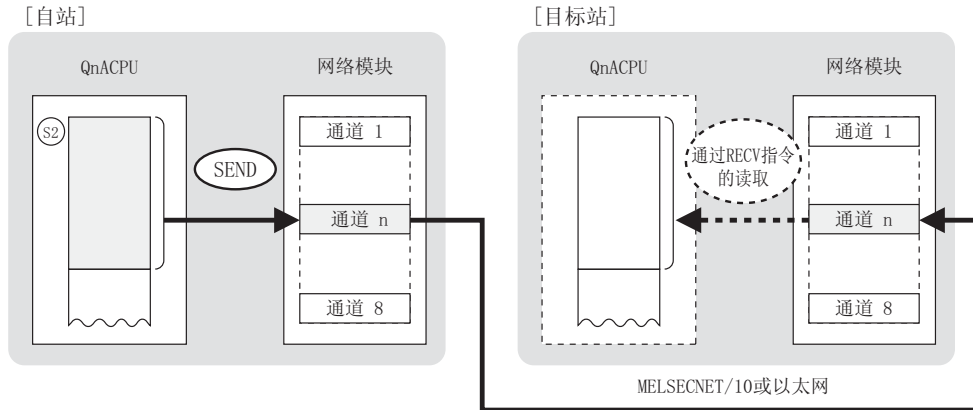 [自站]
QnACPU
网络模块
S2
SEND
通道 1
通道 n
通道 8
[目标站]
QnACPU
网络模块
通过RECV指令
的读取
通道 1
通道 n
通道 8
MELSECNET/10或以太网